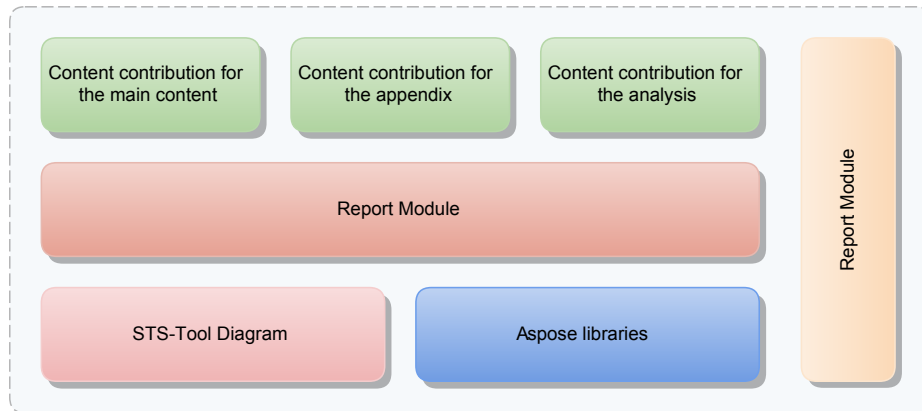 Content contribution for
the main content
Content contribution for
the appendix
Content contribution for
the analysis
Report Module
Report Module
STS-Tool Diagram
Aspose libraries